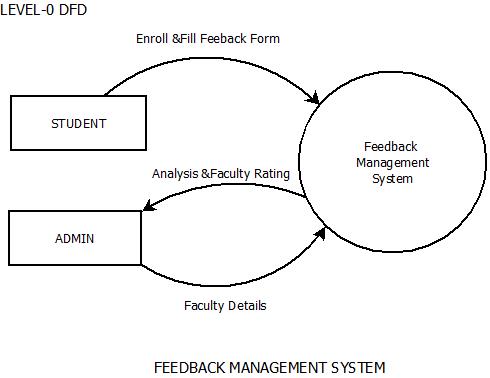 LEVEL-0 DFD
Enroll &Fill Feeback Form
STUDENT
Feedback
Management
System
Analysis &Faculty Rating
ADMIN
Faculty Details
FEEDBACK MANAGEMENT SYSTEM